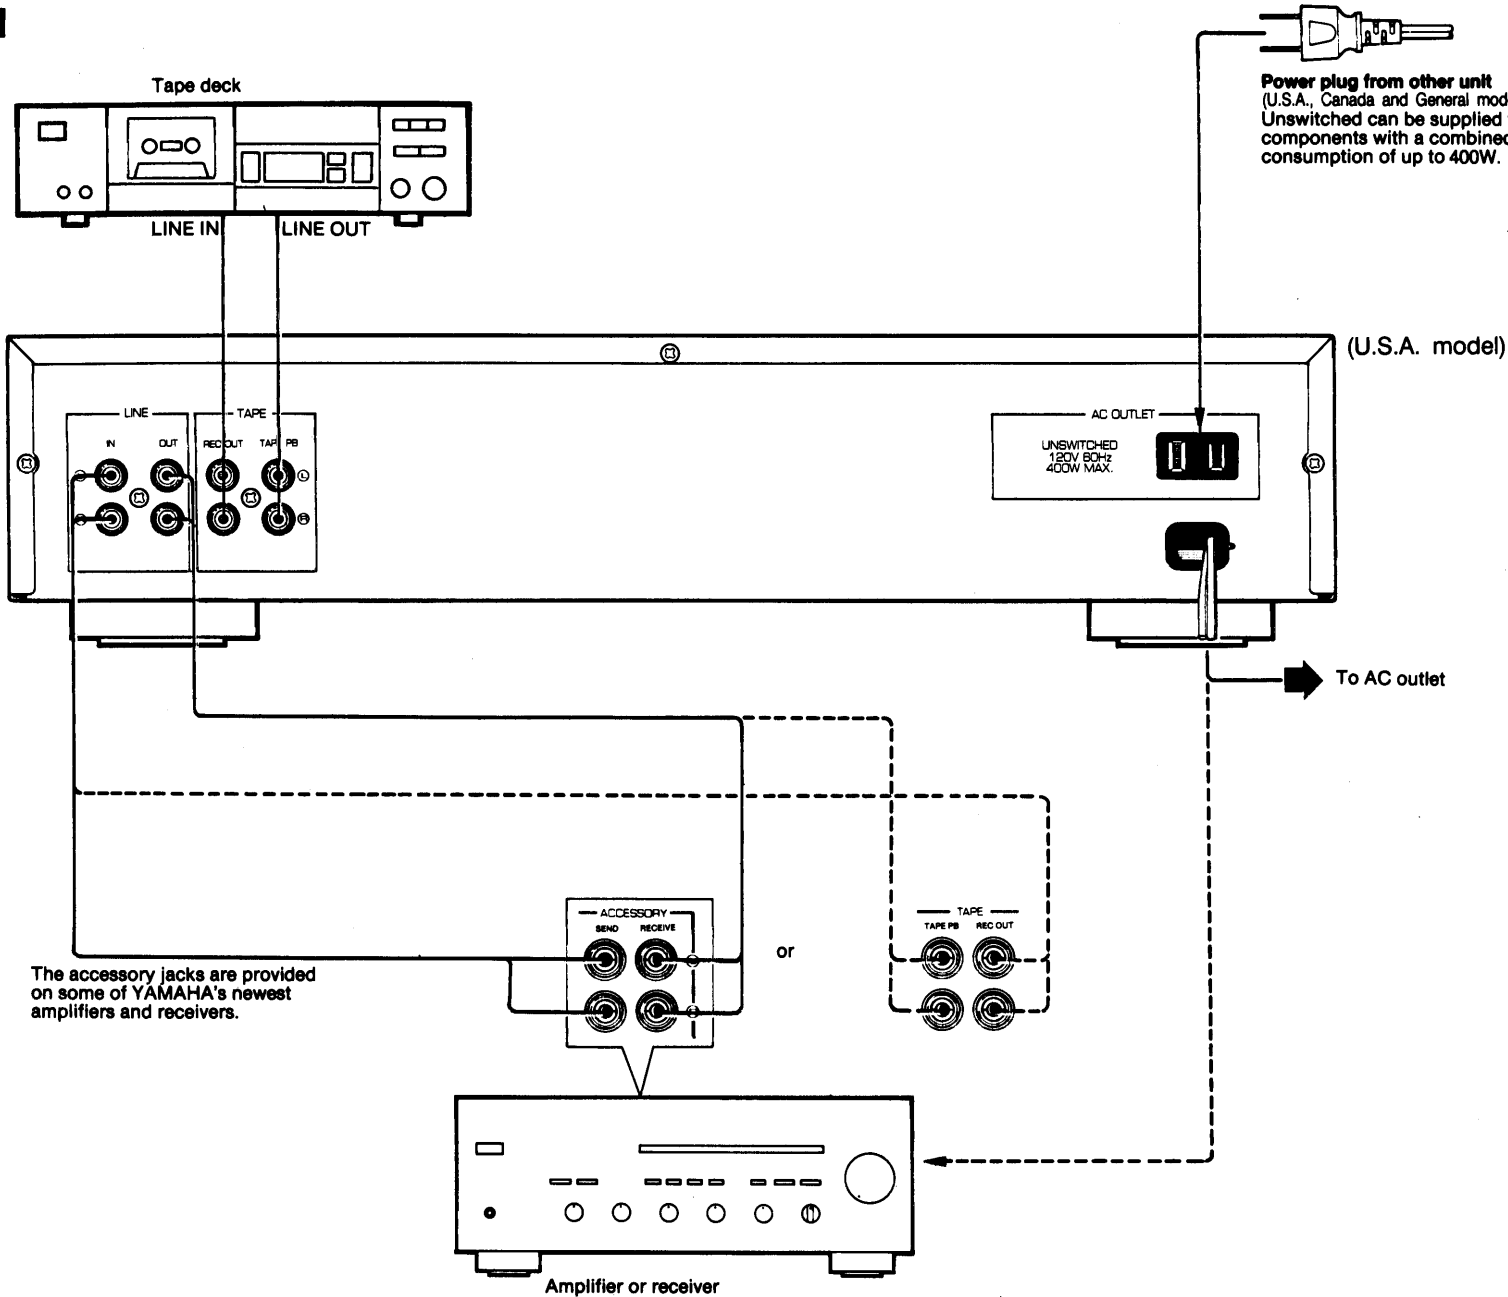 Tape deck
LINE IN
LINE OUT
Power plug from other unit
(U.S.A., Canada and General mod
Unswitched can be supplied
components with a combined
consumption of up to 400W.
(U.S.A. model)
LINE
IN
OUT
TAPE
REC OUT
TAPE PB
L
R
L
R
AC OUTLET
UNSWITCHED
120V 60Hz
400W MAX.
To AC outlet
ACCESSORY
SEND
RECEIVE
or
TAPE
TAPE PB
REC OUT
The accessory jacks are provided
on some of YAMAHA's newest
amplifiers and receivers.
Amplifier or receiver